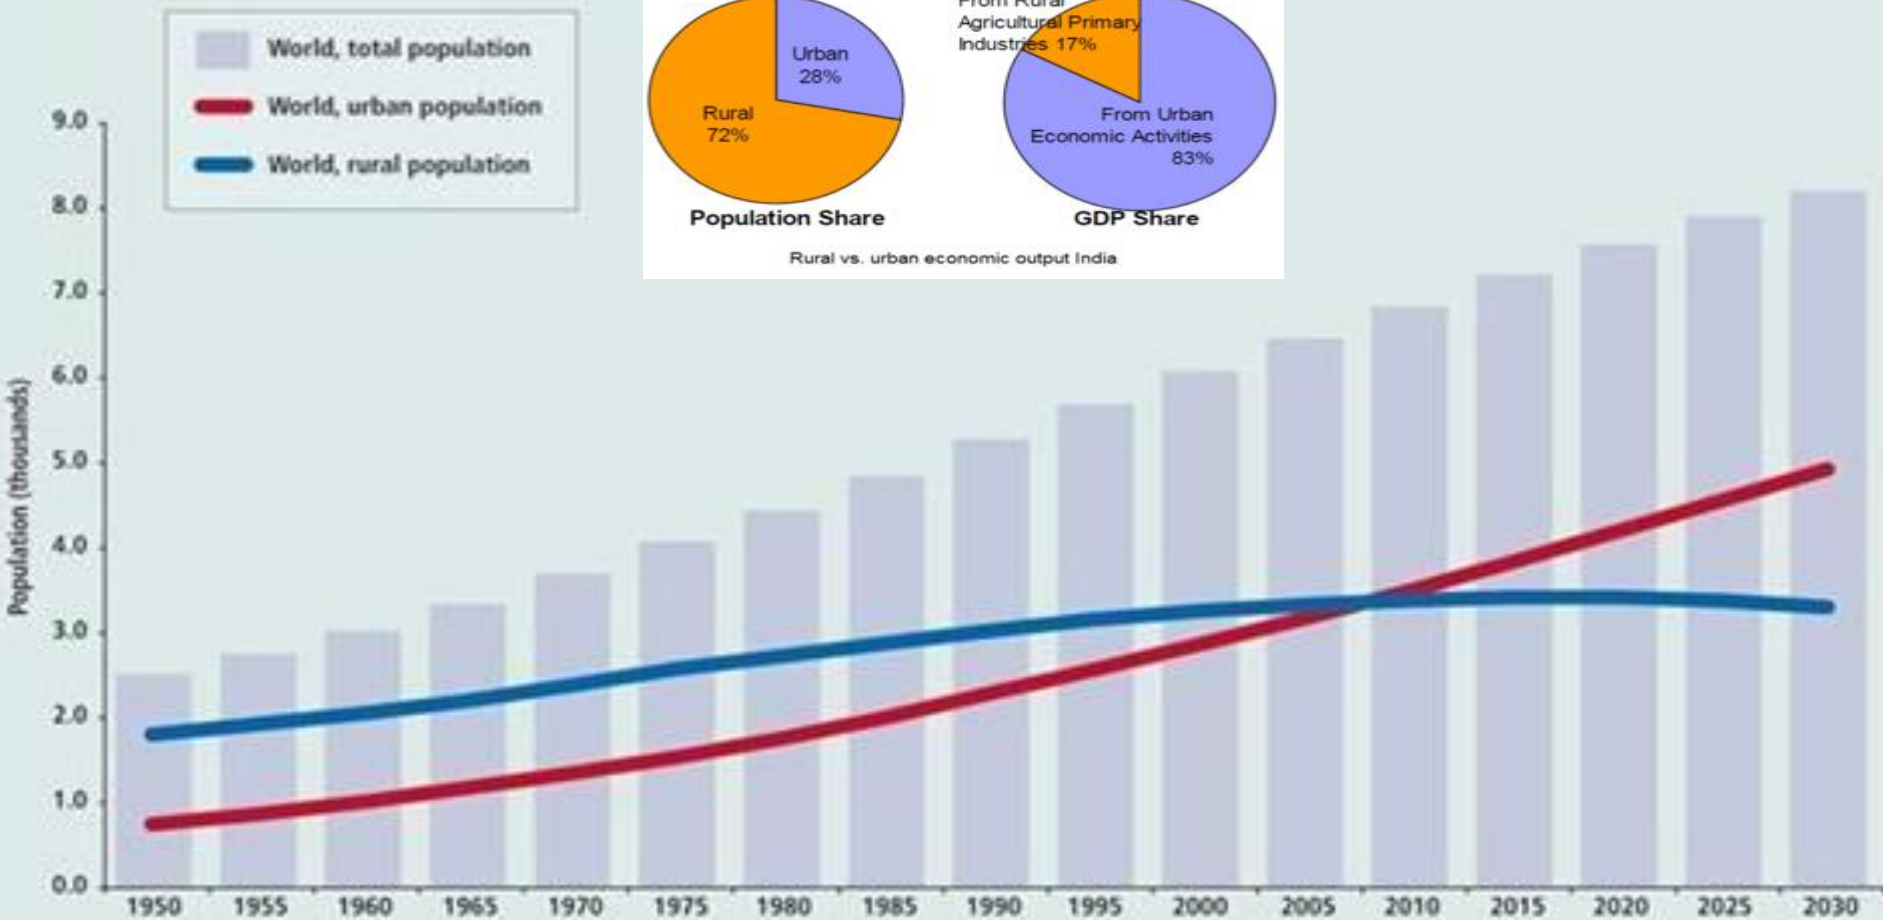 World, total population
World, urban population
World, rural population
Urban
28%
Rural
72%
Population Share
From Rural
Agricultural Primary
Industries 17%
From Urban
Economic Activities
83%
GDP Share
Rural vs. urban economic output India
Population (thousands)
9.0
8.0
7.0
6.0
5.0
4.0
3.0
2.0
1.0
0.0
1950 1955 1960 1965 1970 1975 1980 1985 1990 1995 2000 2005 2010 2015 2020 2025 2030